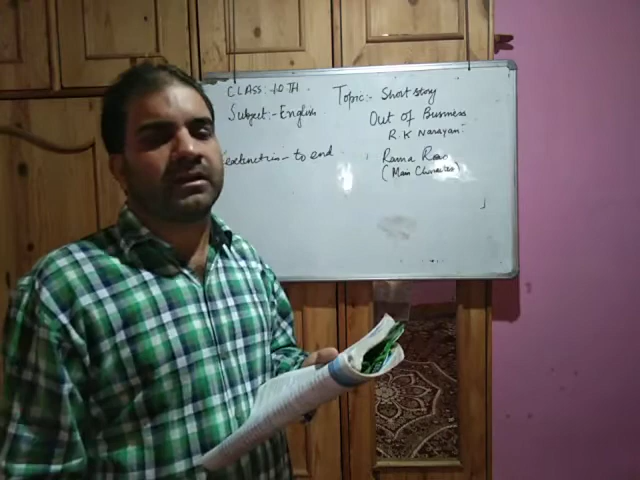 CLASS:-10TH
Subject:- English
Topic:- Short story
Out of Business
R.K Narayan
to end
Rama Rao
(Main Character)